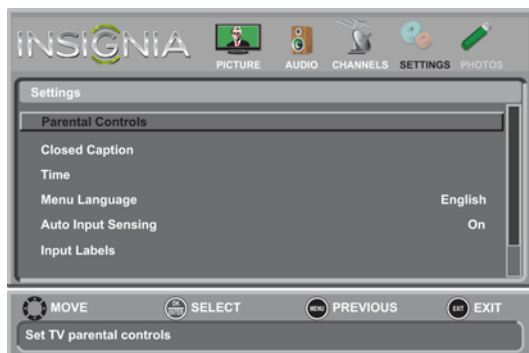 INSIGNIA
PICTURE AUDIO CHANNELS SETTINGS PHOTOS
Settings
Parental Controls
Closed Caption
Time
Menu Language English
Auto Input Sensing On
Input Labels
MOVE OK ENTER SELECT MENU PREVIOUS EXIT EXIT
Set TV parental controls